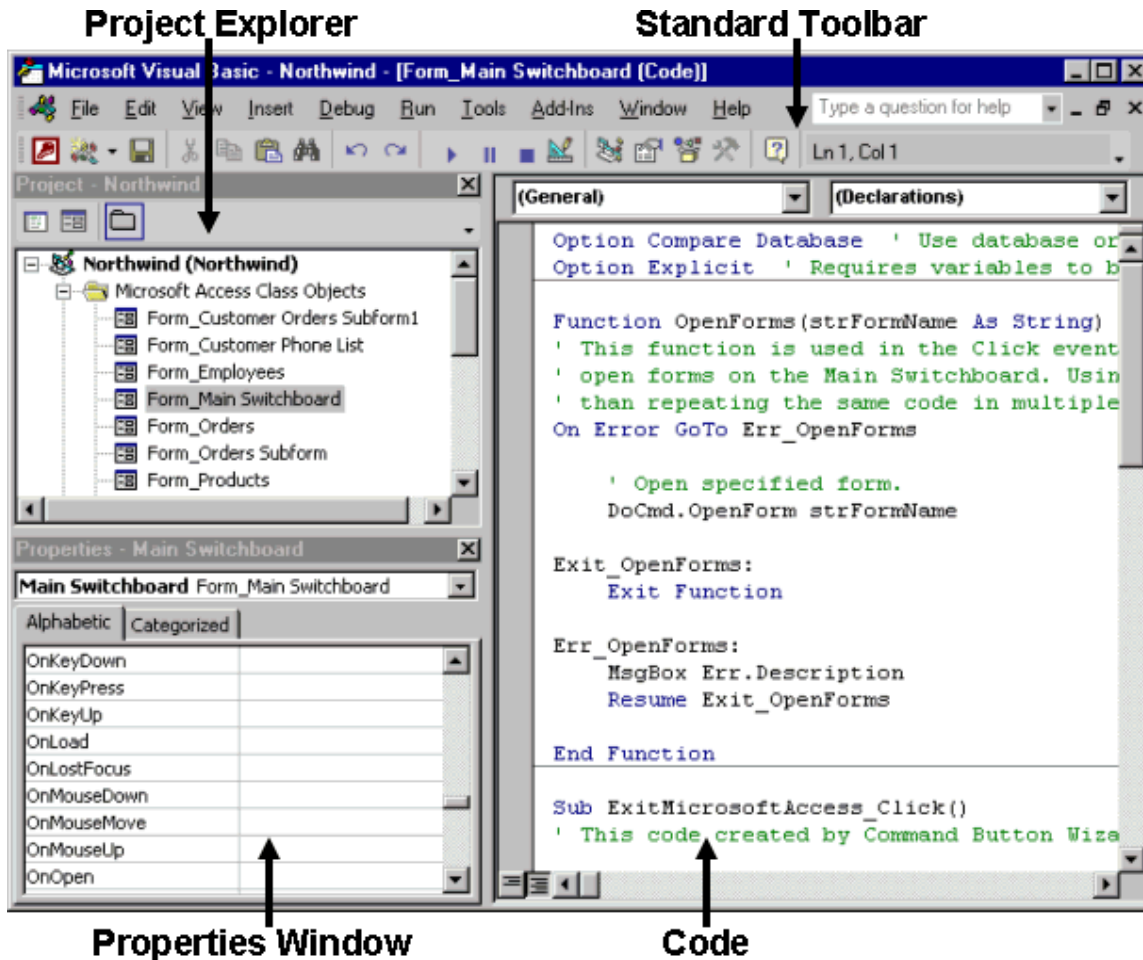 Project Explorer
Standard Toolbar
Microsoft Visual Basic - Northwind - [Form_Main Switchboard (Code)]
File Edit View Insert Debug Run Tools Add-Ins Window Help Type a question for help
Ln 1, Col 1
Project - Northwind
Northwind (Northwind)
Microsoft Access Class Objects
Form_Customer Orders Subform1
Form_Customer Phone List
Form_Employees
Form_Main Switchboard
Form_Orders
Form_Orders Subform
Form_Products
Properties - Main Switchboard
Main Switchboard Form_Main Switchboard
Alphabetic Categorized
OnKeyDown
OnKeyPress
OnKeyUp
OnLoad
OnLostFocus
OnMouseDown
OnMouseMove
OnMouseUp
OnOpen
(General) (Declarations)
Option Compare Database ' Use database or
Option Explicit ' Requires variables to b
Function OpenForms(strFormName As String)
' This function is used in the Click event
' open forms on the Main Switchboard. Usin
' than repeating the same code in multiple
On Error GoTo Err_OpenForms
' Open specified form.
DoCmd.OpenForm strFormName
Exit_OpenForms:
Exit Function
Err_OpenForms:
MsgBox Err.Description
Resume Exit_OpenForms
End Function
Sub ExitMicrosoftAccess_Click()
' This code created by Command Button Wiza
Properties Window
Code